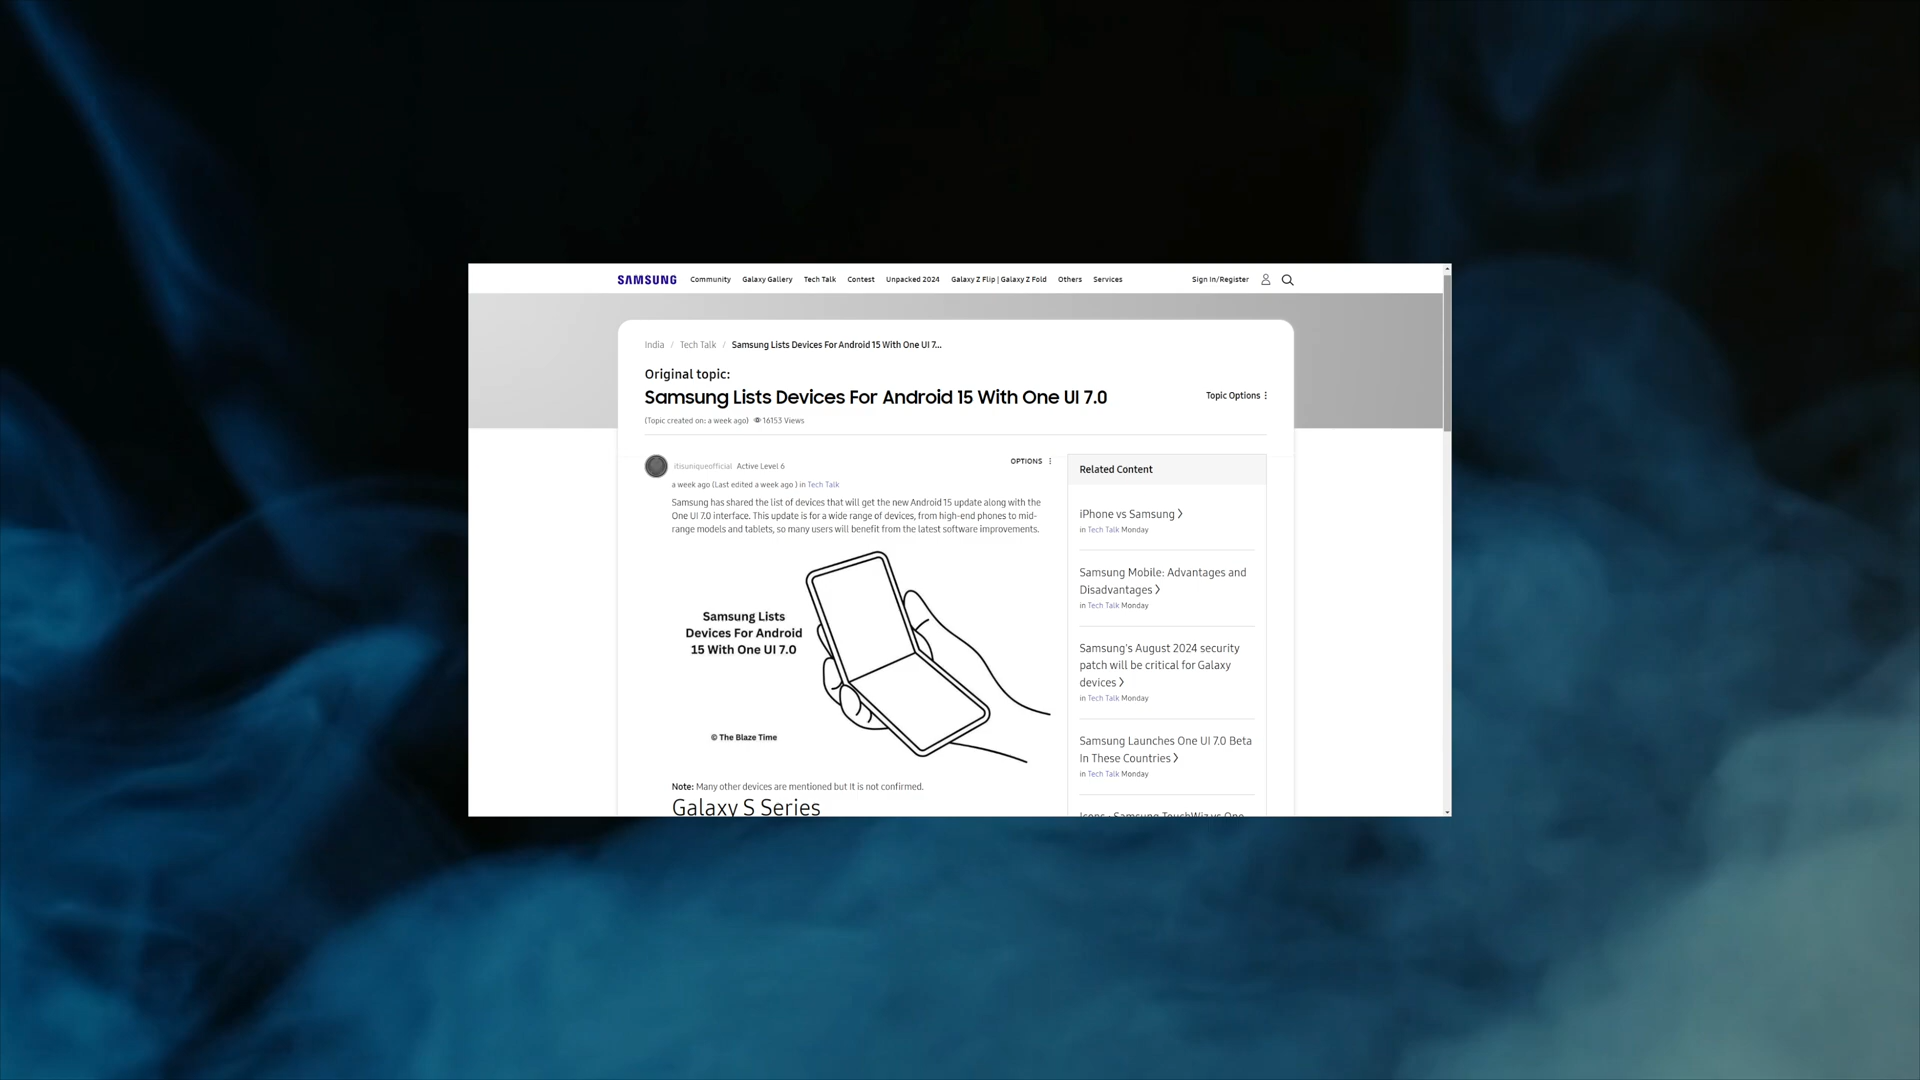 SAMSUNG Community Galaxy Gallery Tech Talk Contest Unpacked 2024 Galaxy Z Flip | Galaxy Z Fold Others Services Sign In/Register
India / Tech Talk / Samsung Lists Devices For Android 15 With One UI 7...
Original topic:
Samsung Lists Devices For Android 15 With One UI 7.0
Topic Options
(Topic created on: a week ago) 16153 Views
itisuniqueofficial Active Level 6
OPTIONS
a week ago (Last edited a week ago ) in Tech Talk
Samsung has shared the list of devices that will get the new Android 15 update along with the
One UI 7.0 interface. This update is for a wide range of devices, from high-end phones to mid-
range models and tablets, so many users will benefit from the latest software improvements.
Samsung Lists
Devices For Android
15 With One UI 7.0
© The Blaze Time
Note: Many other devices are mentioned but It is not confirmed.
Galaxy S Series
Related Content
iPhone vs Samsung
in Tech Talk Monday
Samsung Mobile: Advantages and
Disadvantages
in Tech Talk Monday
Samsung's August 2024 security
patch will be critical for Galaxy
devices
in Tech Talk Monday
Samsung Launches One UI 7.0 Beta
In These Countries
in Tech Talk Monday
Icons - Samsung TouchWiz vs One